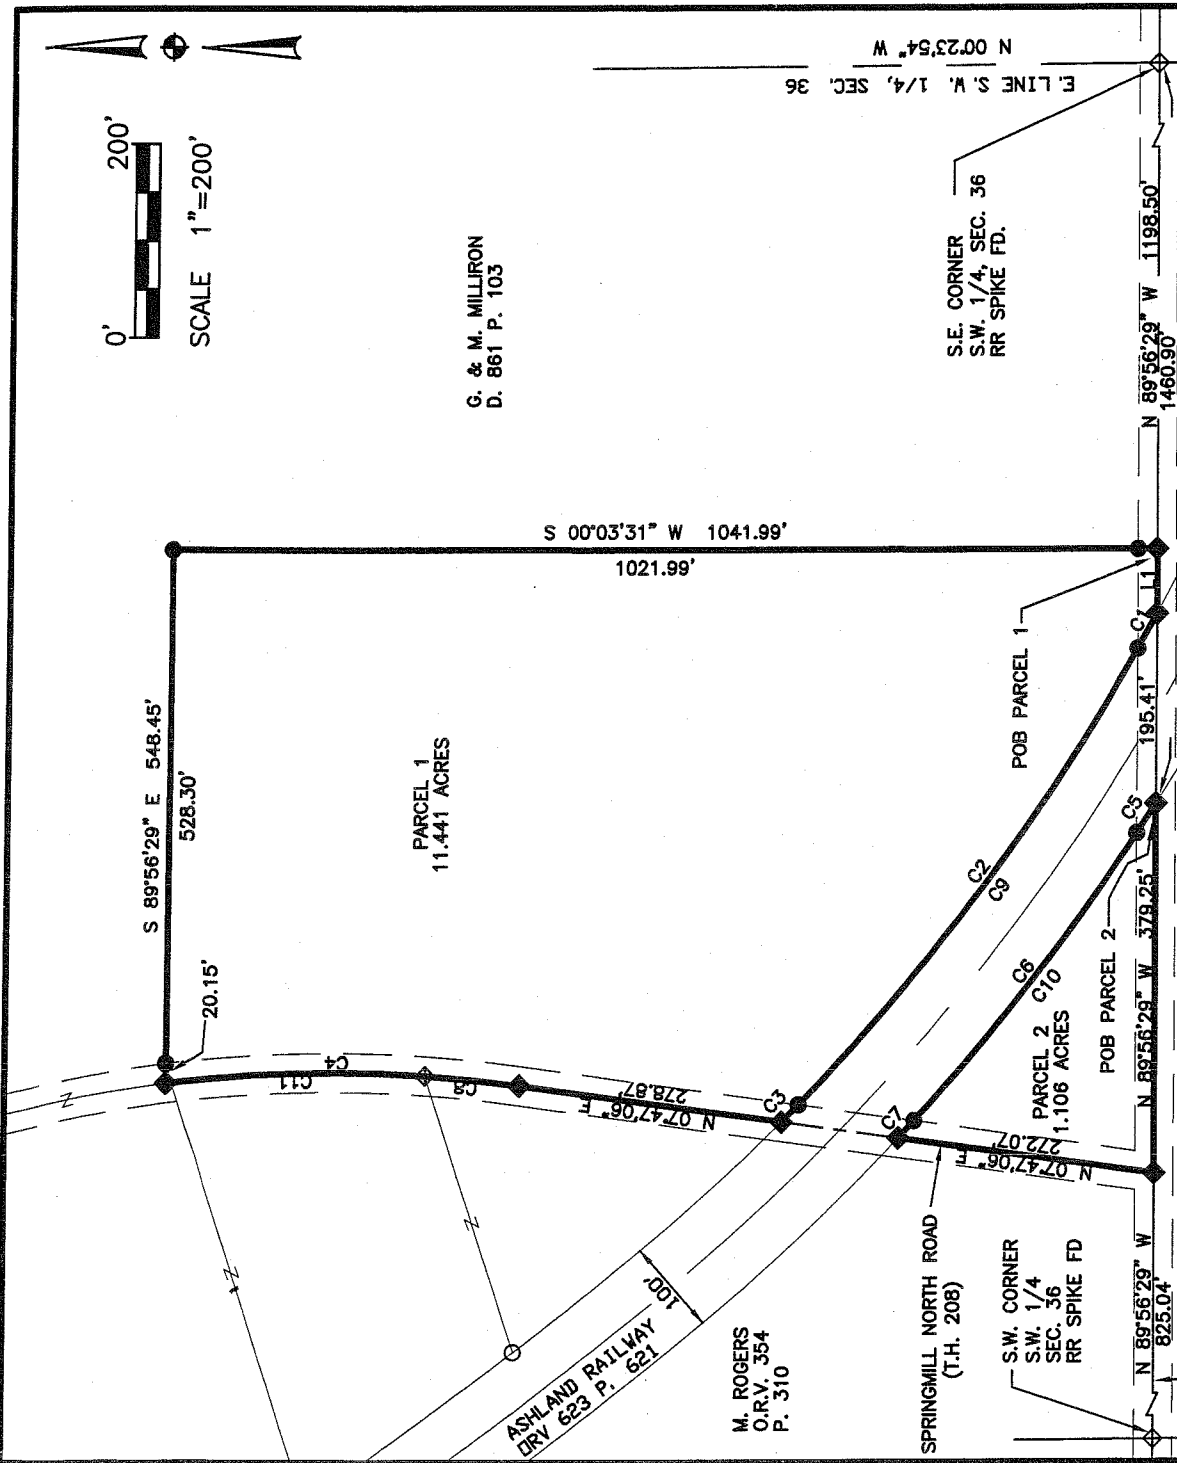 0'
200'
SCALE 1"=200'
N 00°23'54" W
E. LINE S.W. 1/4, SEC. 36
G. & M. MILLIRON
D. 861 P. 103
S.E. CORNER
S.W. 1/4, SEC. 36
RR SPIKE FD.
N 89°56'29" W 1198.50'
1460.90'
S 00°03'31" W 1041.99'
1021.99'
S 89°56'29" E 548.45'
528.30'
20.15'
PARCEL 1
11.441 ACRES
POB PARCEL 1
L1
C1
195.41'
C2
C9
C5
C6
C10
C4
C11
C8
N 07°47'06" E
278.87'
C3
C7
PARCEL 2
1.106 ACRES
POB PARCEL 2
N 89°56'29" W 379.25'
N 07°47'06" E
272.07'
100'
ASHLAND RAILWAY
ORV 623 P. 621
M. ROGERS
O.R.V. 354
P. 310
SPRINGMILL NORTH ROAD
(T.H. 208)
S.W. CORNER
S.W. 1/4
SEC. 36
RR SPIKE FD
N 89°56'29" W
825.04'